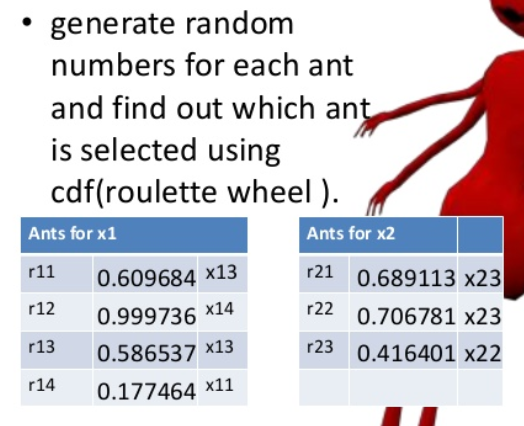 • generate random
numbers for each ant
and find out which ant
is selected using
cdf(roulette wheel ).
Ants for x1
r11 0.609684 x13
r12 0.999736 x14
r13 0.586537 x13
r14 0.177464 x11
Ants for x2
r21 0.689113 x23
r22 0.706781 x23
r23 0.416401 x22